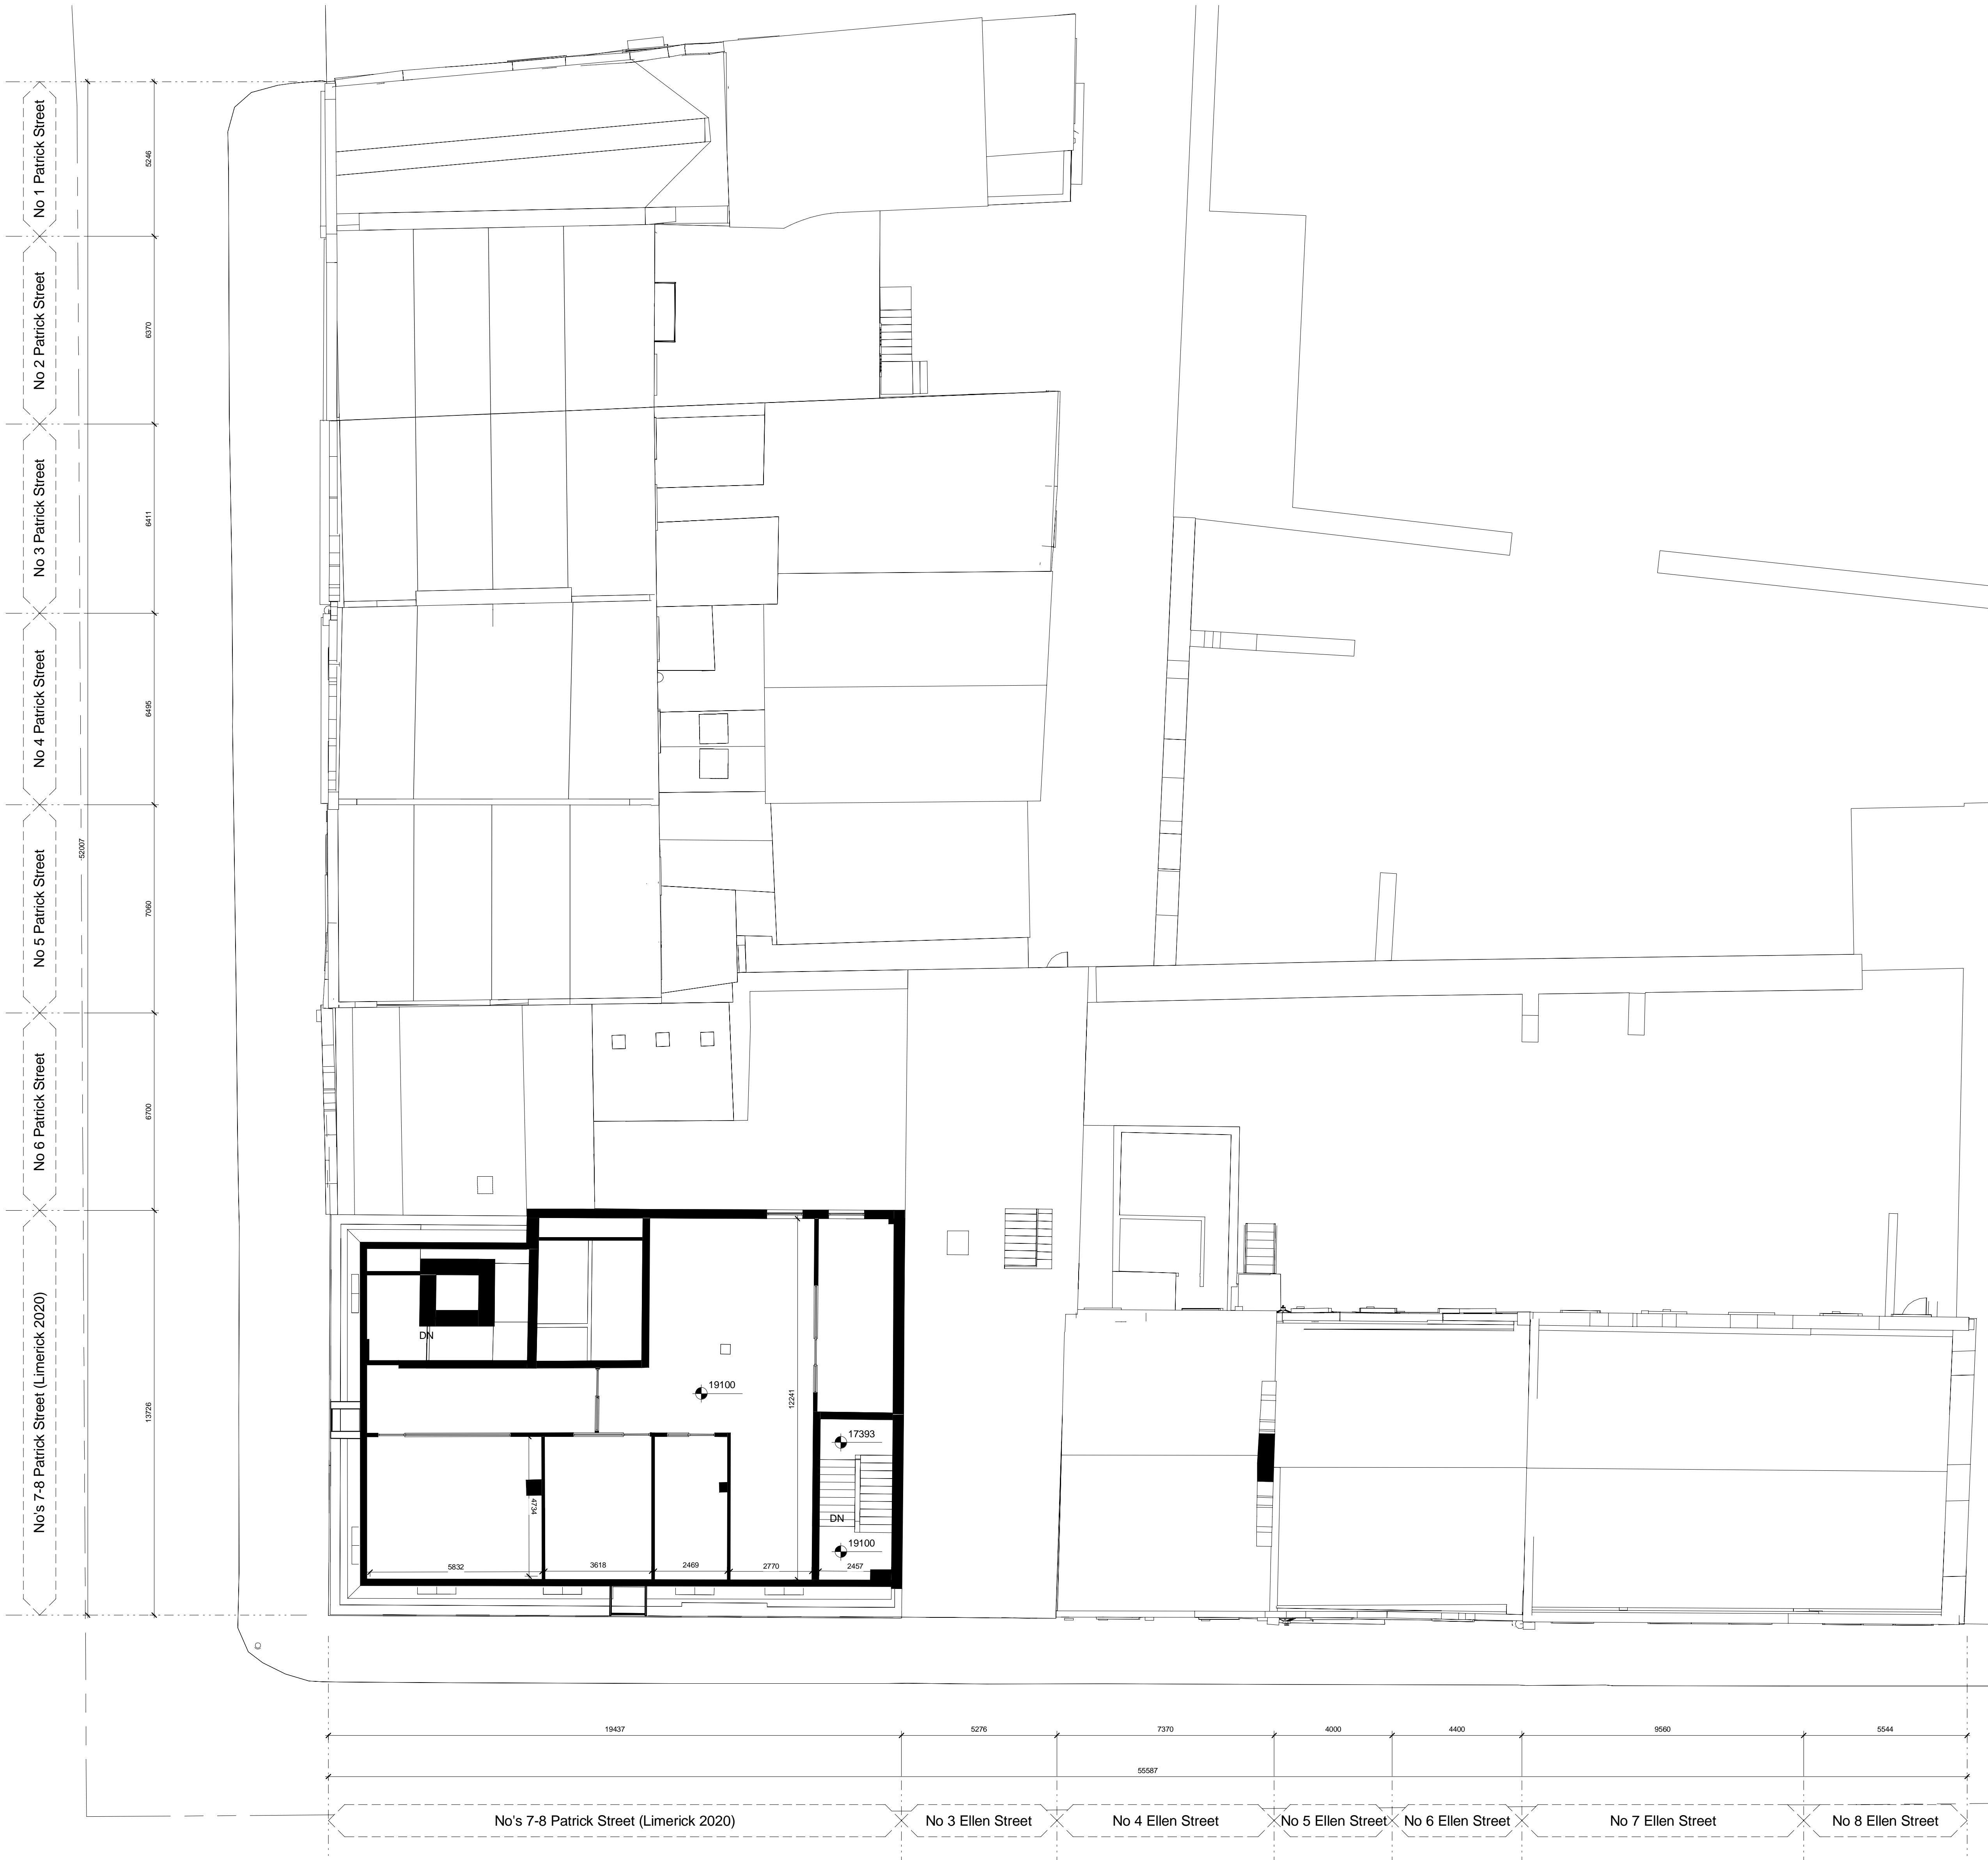 No 1 Patrick Street
5246
No 2 Patrick Street
6370
No 3 Patrick Street
6411
No 4 Patrick Street
6495
No 5 Patrick Street
7060
52007
No 6 Patrick Street
6700
No's 7-8 Patrick Street (Limerick 2020)
13726
DN
19100
12241
17393
4734
DN
19100
5832
3618
2469
2770
2457
19437
5276
7370
4000
4400
9560
5544
55587
No's 7-8 Patrick Street (Limerick 2020)
No 3 Ellen Street
No 4 Ellen Street
No 5 Ellen Street
No 6 Ellen Street
No 7 Ellen Street
No 8 Ellen Street